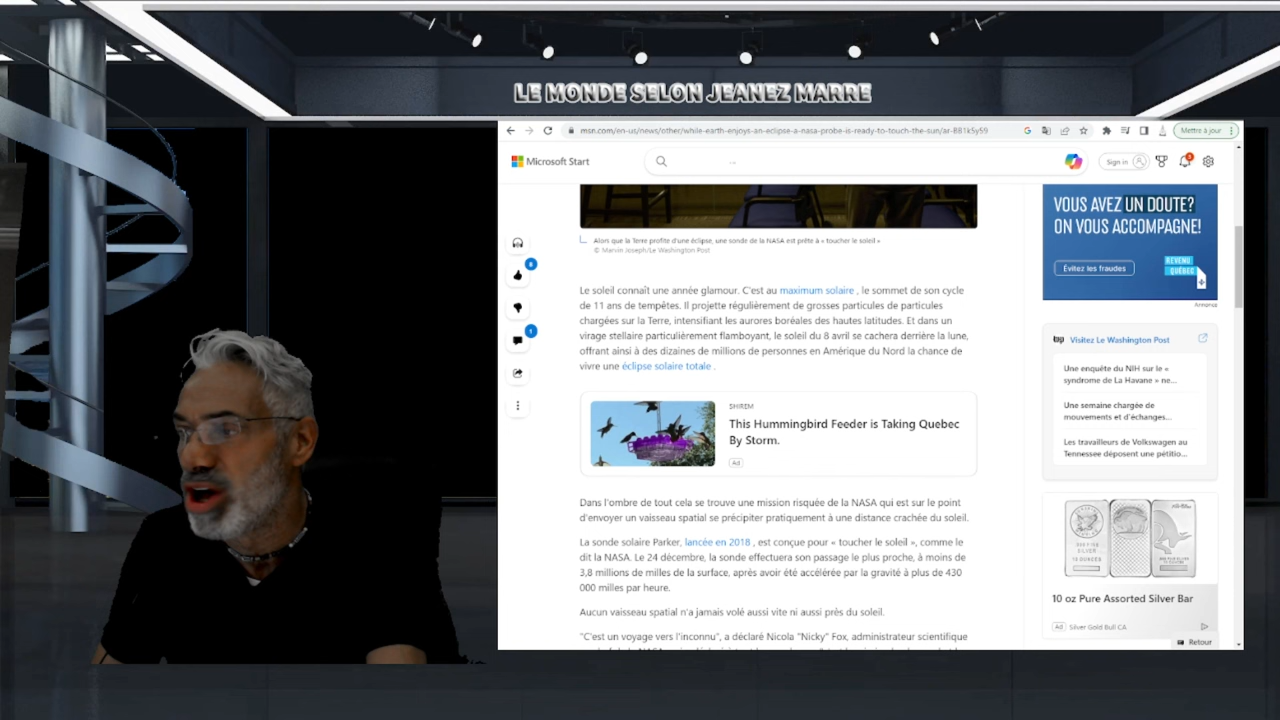 LE MONDE SELON JEANEZ MARRE
msn.com/en-us/news/other/while-earth-enjoys-an-eclipse-a-nasa-probe-is-ready-to-touch-the-sun/ar-BB1k5yS9
Mettre à jour
Microsoft Start
Sign in
Alors que la Terre profite d'une éclipse, une sonde de la NASA est prête à « toucher le soleil »
© Marvin Joseph/Le Washington Post
Le soleil connaît une année glamour. C'est au maximum solaire , le sommet de son cycle
de 11 ans de tempêtes. Il projette régulièrement de grosses particules de particules
chargées sur la Terre, intensifiant les aurores boréales des hautes latitudes. Et dans un
virage stellaire particulièrement flamboyant, le soleil du 8 avril se cachera derrière la lune,
offrant ainsi à des dizaines de millions de personnes en Amérique du Nord la chance de
vivre une éclipse solaire totale .
SHIREM
This Hummingbird Feeder is Taking Quebec
By Storm.
Ad
Dans l'ombre de tout cela se trouve une mission risquée de la NASA qui est sur le point
d'envoyer un vaisseau spatial se précipiter pratiquement à une distance crachée du soleil.
La sonde solaire Parker, lancée en 2018 , est conçue pour « toucher le soleil », comme le
dit la NASA. Le 24 décembre, la sonde effectuera son passage le plus proche, à moins de
3,8 millions de milles de la surface, après avoir été accélérée par la gravité à plus de 430
000 milles par heure.
Aucun vaisseau spatial n'a jamais volé aussi vite ni aussi près du soleil.
"C'est un voyage vers l'inconnu", a déclaré Nicola "Nicky" Fox, administrateur scientifique
VOUS AVEZ UN DOUTE?
ON VOUS ACCOMPAGNE!
Évitez les fraudes
REVENU
QUÉBEC
Annonce
wp Visitez Le Washington Post
Une enquête du NIH sur le «
syndrome de La Havane » ne...
Une semaine chargée de
mouvements et d'échanges...
Les travailleurs de Volkswagen au
Tennessee déposent une pétitio...
10 oz Pure Assorted Silver Bar
Ad Silver Gold Bull CA
Retour